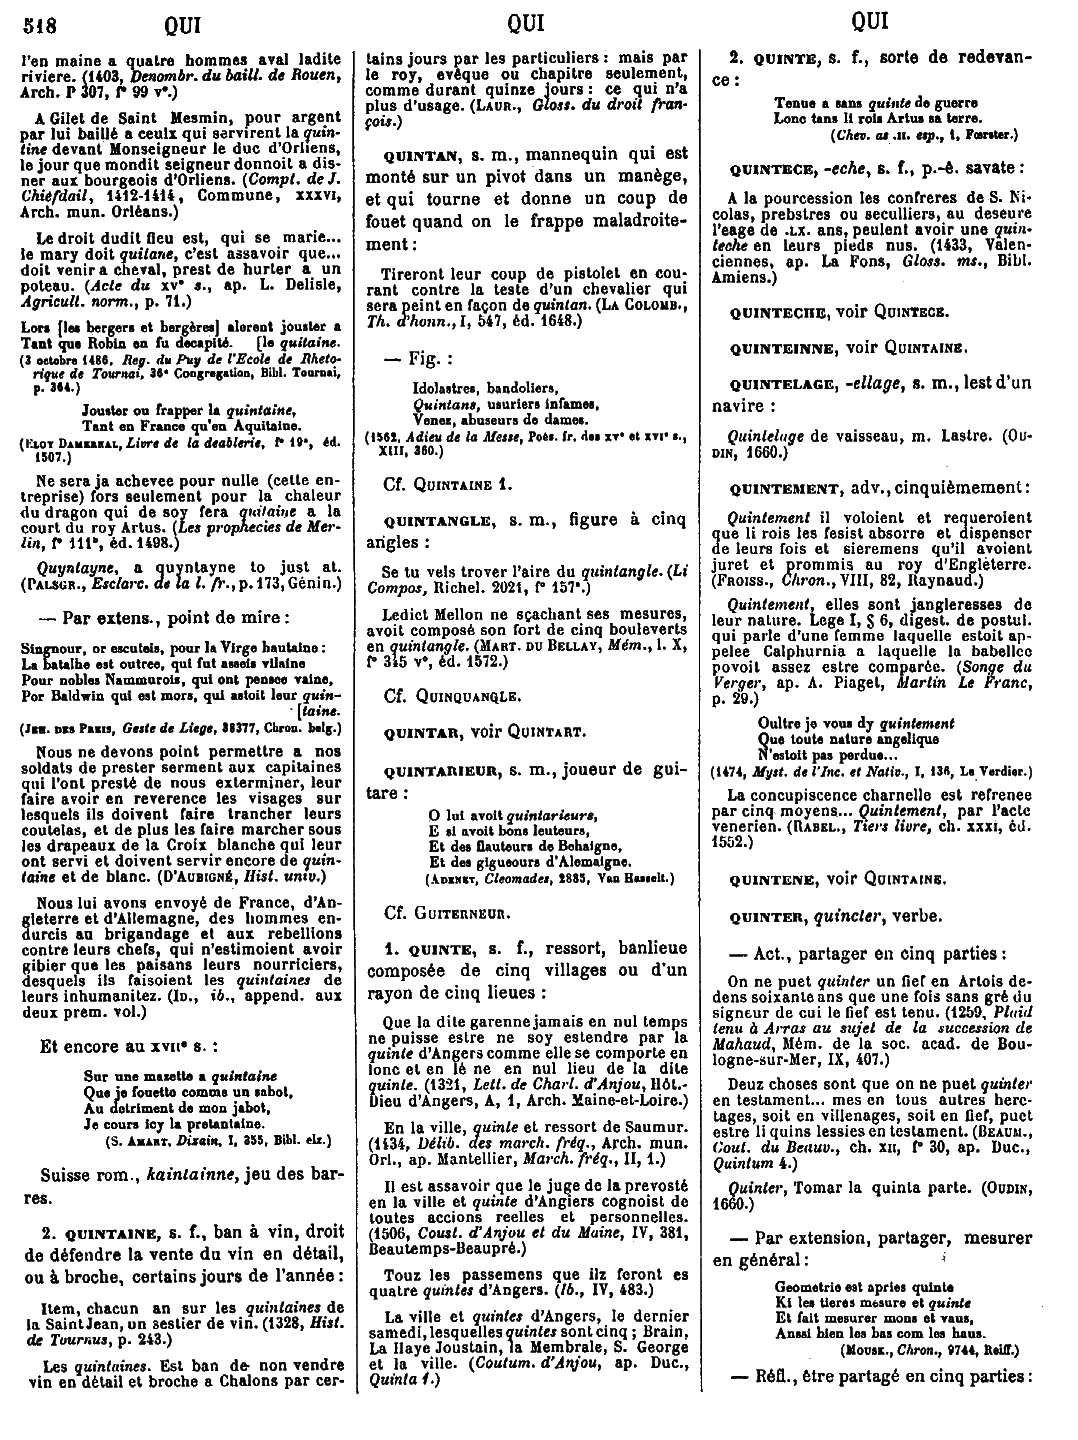 518 QUI QUI QUI
l'en maine a quatre hommes aval ladite
riviere. (1403, Denombr. du baill. de Rouen,
Arch. P 307, f° 99 v°.)
A Gilet de Saint Mesmin, pour argent
par lui baillé a ceulx qui servirent la quin-
tine devant Monseigneur le duc d'Orliens,
le jour que mondit seigneur donnoit a dis-
ner aux bourgeois d'Orliens. (Compt. de J.
Chiefdail, 1412-1414, Commune, XXXVI,
Arch. mun. Orléans.)
Le droit dudit fieu est, qui se marie...
le mary doit quitane, c'est assavoir que...
doit venir a cheval, prest de hurter a un
poteau. (Acte du XV° s., ap. L. Delisle,
Agricult. norm., p. 71.)
Lors [les bergers et bergères] alerent jouster a
Tant que Robin en fu decapité. [le quitaine.
(3 octobre 1486, Reg. du Puy de l'Ecole de Rheto-
rique de Tournai, 36° Congregation, Bibl. Tournai,
p. 364.)
Jouster ou frapper la quintaine,
Tant en France qu'en Aquitaine.
(ELOY DAMERNAL, Livre de la deablerie, f° 19°, éd.
1507.)
Ne sera ja achevee pour nulle (cette en-
treprise) fors seulement pour la chaleur
du dragon qui de soy fera quitaine a la
court du roy Artus. (Les prophecies de Mer-
lin, f° 111°, éd. 1498.)
Quyntayne, a quyntayne to just at.
(PALSGR., Esclarc. de la l. fr., p. 173, Génin.)
— Par extens., point de mire :
Singnour, or escuteis, pour la Virge hautaine :
La batalhe est outree, qui fut asseis vilaine
Pour nobles Nammurois, qui ont pensee vaine,
Por Baldwin qui est mors, qui astoit leur quin-
[taine.
(JEH. DES PREIS, Geste de Liege, 38377, Chron. belg.)
Nous ne devons point permettre a nos
soldats de prester serment aux capitaines
qui l'ont presté de nous exterminer, leur
faire avoir en reverence les visages sur
lesquels ils doivent faire trancher leurs
coutelas, et de plus les faire marcher sous
les drapeaux de la Croix blanche qui leur
ont servi et doivent servir encore de quin-
taine et de blanc. (D'AUBIGNÉ, Hist. univ.)
Nous lui avons envoyé de France, d'An-
gleterre et d'Allemagne, des hommes en-
durcis au brigandage et aux rebellions
contre leurs chefs, qui n'estimoient avoir
gibier que les paisans leurs nourriciers,
desquels ils faisoient les quintaines de
leurs inhumanitez. (ID., ib., append. aux
deux prem. vol.)
Et encore au XVII° s. :
Sur une mazette a quintaine
Que je fouette comme un sabot,
Au detriment de mon jabot,
Je cours icy la pretantaine.
(S. AMANT, Dizain, I, 355, Bibl. elz.)
Suisse rom., kaintainne, jeu des bar-
res.
2. QUINTAINE, s. f., ban à vin, droit
de défendre la vente du vin en détail,
ou à broche, certains jours de l'année :
Item, chacun an sur les quintaines de
la Saint Jean, un sestier de vin. (1328, Hist.
de Tournus, p. 243.)
Les quintaines. Est ban de non vendre
vin en détail et broche a Chalons par cer-
tains jours par les particuliers : mais par
le roy, evêque ou chapitre seulement,
comme durant quinze jours : ce qui n'a
plus d'usage. (LAUR., Gloss. du droit fran-
çois.)
QUINTAN, s. m., mannequin qui est
monté sur un pivot dans un manège,
et qui tourne et donne un coup de
fouet quand on le frappe maladroite-
ment :
Tireront leur coup de pistolet en cou-
rant contre la teste d'un chevalier qui
sera peint en façon de quintan. (LA COLOMB.,
Th. d'honn., I, 547, éd. 1648.)
— Fig. :
Idolastres, bandoliers,
Quintans, usuriers infames,
Venez, abuseurs de dames.
(1562, Adieu de la Messe, Poés. fr. des XV° et XVI° s.,
XIII, 360.)
Cf. QUINTAINE 1.
QUINTANGLE, s. m., figure à cinq
angles :
Se tu vels trover l'aire du quintangle. (Li
Compos, Richel. 2021, f° 157°.)
Ledict Mellon ne sçachant ses mesures,
avoit composé son fort de cinq bouleverts
en quintangle. (MART. DU BELLAY, Mém., l. X,
f° 345 v°, éd. 1572.)
Cf. QUINQUANGLE.
QUINTAR, voir QUINTART.
QUINTARIEUR, s. m., joueur de gui-
tare :
O lui avoit quintarieurs,
E si avoit bons leuteurs,
Et des flauteurs de Behaigne,
Et des gigueours d'Alemaigne.
(ADENET, Cleomades, 2885, Van Hasselt.)
Cf. GUITERNEUR.
1. QUINTE, s. f., ressort, banlieue
composée de cinq villages ou d'un
rayon de cinq lieues :
Que la dite garenne jamais en nul temps
ne puisse estre ne soy estendre par la
quinte d'Angers comme elle se comporte en
lonc et en lé ne en nul lieu de la dite
quinte. (1321, Lett. de Charl. d'Anjou, Hôt.-
Dieu d'Angers, A, 1, Arch. Maine-et-Loire.)
En la ville, quinte et ressort de Saumur.
(1434, Délib. des march. fréq., Arch. mun.
Orl., ap. Mantellier, March. fréq., II, 1.)
Il est assavoir que le juge de la prevosté
en la ville et quinte d'Angiers cognoist de
toutes accions reelles et personnelles.
(1506, Coust. d'Anjou et du Maine, IV, 381,
Beautemps-Beaupré.)
Touz les passemens que ilz feront es
quatre quintes d'Angers. (Ib., IV, 483.)
La ville et quintes d'Angers, le dernier
samedi, lesquelles quintes sont cinq ; Brain,
La Haye Joustain, la Membrale, S. George
et la ville. (Coutum. d'Anjou, ap. Duc.,
Quinta 1.)
2. QUINTE, s. f., sorte de redevan-
ce :
Tenue a sans quinte de guerre
Lonc tans li rois Artus sa terre.
(Chev. as .II. esp., 1, Fœrster.)
QUINTECE, -eche, s. f., p.-ê. savate :
A la pourcession les confreres de S. Ni-
colas, prebstres ou seculliers, au deseure
l'eage de .LX. ans, peulent avoir une quin-
teche en leurs pieds nus. (1433, Valen-
ciennes, ap. La Fons, Gloss. ms., Bibl.
Amiens.)
QUINTECHE, voir QUINTECE.
QUINTEINNE, voir QUINTAINE.
QUINTELAGE, -ellage, s. m., lest d'un
navire :
Quintelage de vaisseau, m. Lastre. (OU-
DIN, 1660.)
QUINTEMENT, adv., cinquièmement :
Quintement il voloient et requeroient
que li rois les fesist absorre et dispenser
de leurs fois et sieremens qu'il avoient
juret et prommis au roy d'Engleterre.
(FROISS., Chron., VIII, 82, Raynaud.)
Quintement, elles sont jangleresses de
leur nature. Lege I, § 6, digest. de postul.
qui parle d'une femme laquelle estoit ap-
pelee Calphurnia a laquelle la babellee
povoit assez estre comparée. (Songe du
Verger, ap. A. Piaget, Martin Le Franc,
p. 29.)
Oultre je vous dy quintement
Que toute nature angelique
N'estoit pas perdue...
(1474, Myst. de l'Inc. et Nativ., I, 136, Le Verdier.)
La concupiscence charnelle est refrenee
par cinq moyens... Quintement, par l'acte
venerien. (RABEL., Tiers livre, ch. XXXI, éd.
1552.)
QUINTENE, voir QUINTAINE.
QUINTER, quincter, verbe.
— Act., partager en cinq parties :
On ne puet quinter un fief en Artois de-
dens soixante ans que une fois sans gré du
signeur de cui le fief est tenu. (1259, Plaid
tenu à Arras au sujet de la succession de
Mahaud, Mém. de la soc. acad. de Bou-
logne-sur-Mer, IX, 407.)
Deuz choses sont que on ne puet quinter
en testament... mes en tous autres heri-
tages, soit en villenages, soit en fief, puet
estre li quins lessies en testament. (BEAUM.,
Cout. du Beauv., ch. XII, f° 30, ap. Duc.,
Quintum 4.)
Quinter, Tomar la quinta parte. (OUDIN,
1660.)
— Par extension, partager, mesurer
en général :
Geometrie est apries quinte
Ki les tieres mesure et quinte
Et fait mesurer mons et vaus,
Aussi bien les bas com les haus.
(MOUSK., Chron., 9744, Reiff.)
— Réfl., être partagé en cinq parties :